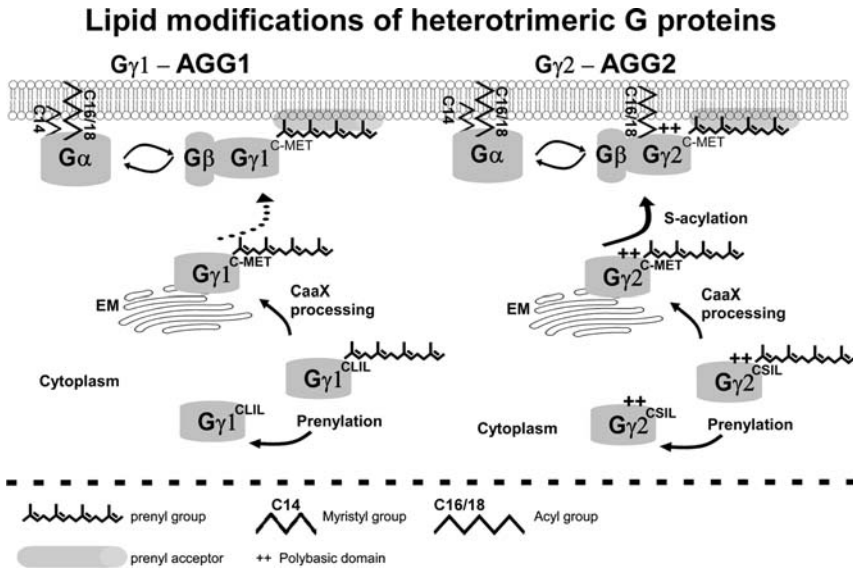 Lipid modifications of heterotrimeric G proteins
Gγ1 – AGG1
C14
C16/18
Gα
Gβ
Gγ1
C-MET
Gγ1
C-MET
EM
CaaX
processing
Gγ1
CLIL
Cytoplasm
Gγ1
CLIL
Prenylation
Gγ2 – AGG2
C14
C16/18
Gα
Gβ
C16/18
++
Gγ2
C-MET
S-acylation
++
Gγ2
C-MET
EM
CaaX
processing
++
Gγ2
CSIL
++
Gγ2
CSIL
Cytoplasm
Prenylation
prenyl group
C14
Myristyl group
C16/18
Acyl group
prenyl acceptor
++ Polybasic domain